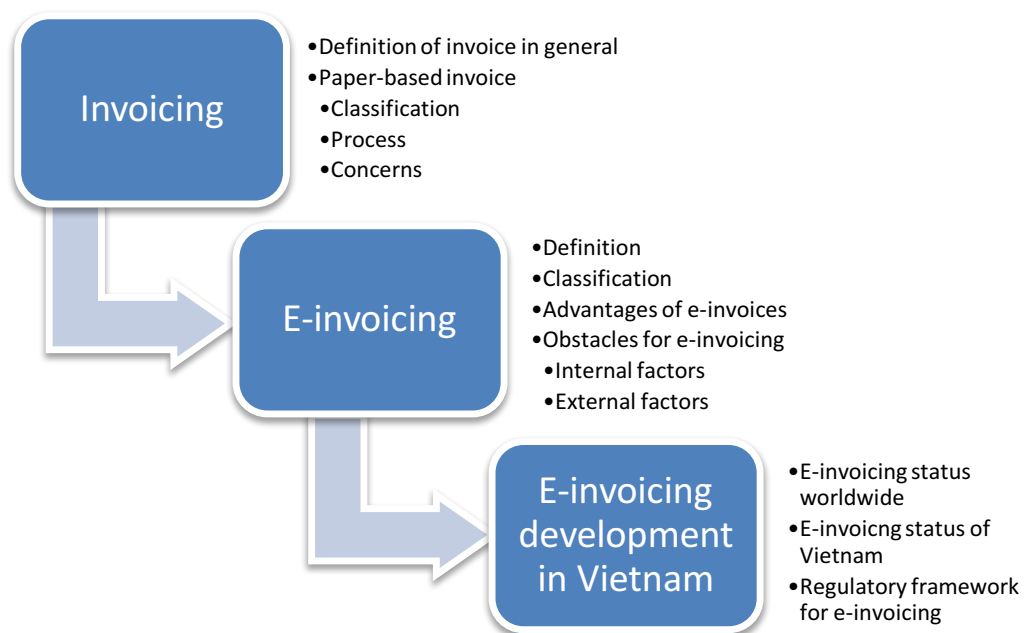 Invoicing
•Definition of invoice in general
•Paper-based invoice
•Classification
•Process
•Concerns
E-invoicing
•Definition
•Classification
•Advantages of e-invoices
•Obstacles for e-invoicing
•Internal factors
•External factors
E-invoicing
development
in Vietnam
•E-invoicing status
worldwide
•E-invoicng status of
Vietnam
•Regulatory framework
for e-invoicing